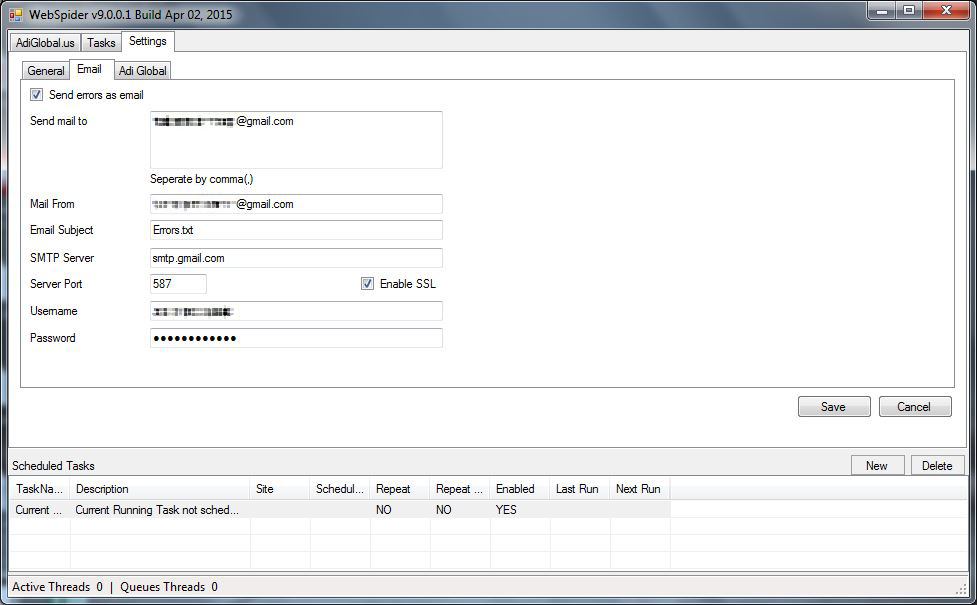 WebSpider v9.0.0.1 Build Apr 02, 2015
AdiGlobal.us Tasks Settings
General Email Adi Global
Send errors as email
Send mail to @gmail.com
Seperate by comma(,)
Mail From @gmail.com
Email Subject Errors.txt
SMTP Server smtp.gmail.com
Server Port 587 Enable SSL
Username
Password ●●●●●●●●●●●●
Save Cancel
Scheduled Tasks New Delete
TaskNa... Description Site Schedul... Repeat Repeat ... Enabled Last Run Next Run
Current ... Current Running Task not sched... NO NO YES
Active Threads 0 | Queues Threads 0